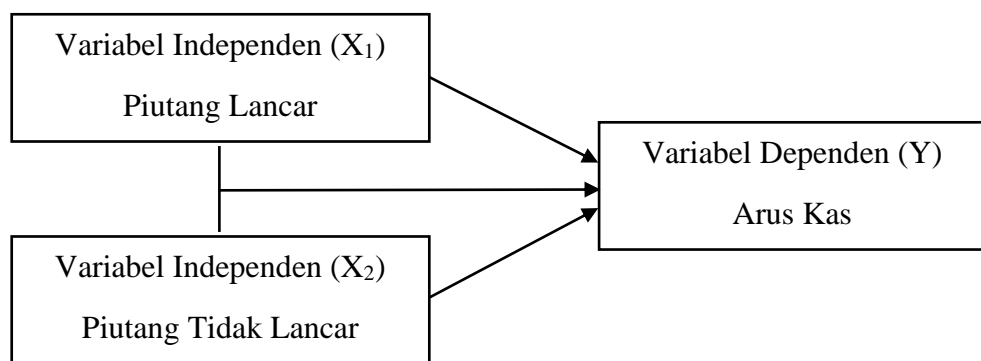 Variabel Independen (X₁)
Piutang Lancar
Variabel Dependen (Y)
Arus Kas
Variabel Independen (X₂)
Piutang Tidak Lancar